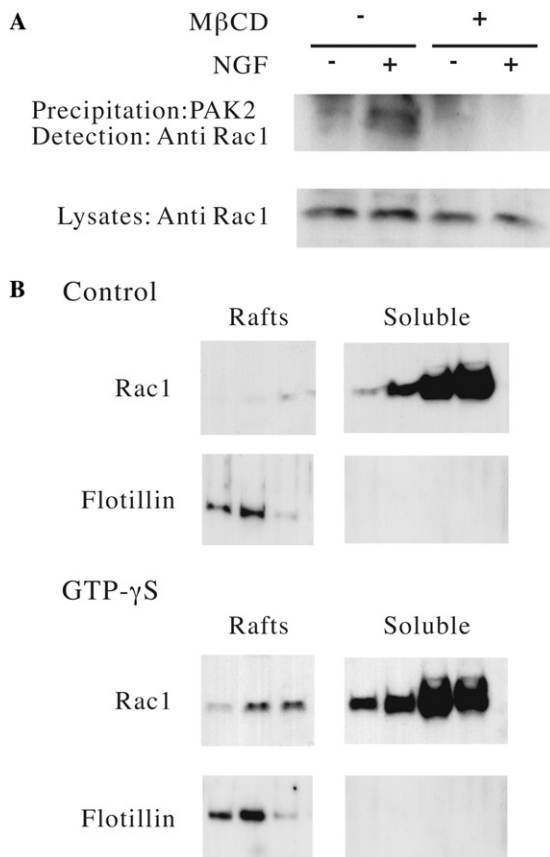 A
MβCD - +
NGF - + - +
Precipitation:PAK2
Detection: Anti Rac1
Lysates: Anti Rac1
B Control
Rafts Soluble
Rac1
Flotillin
GTP-γS
Rafts Soluble
Rac1
Flotillin